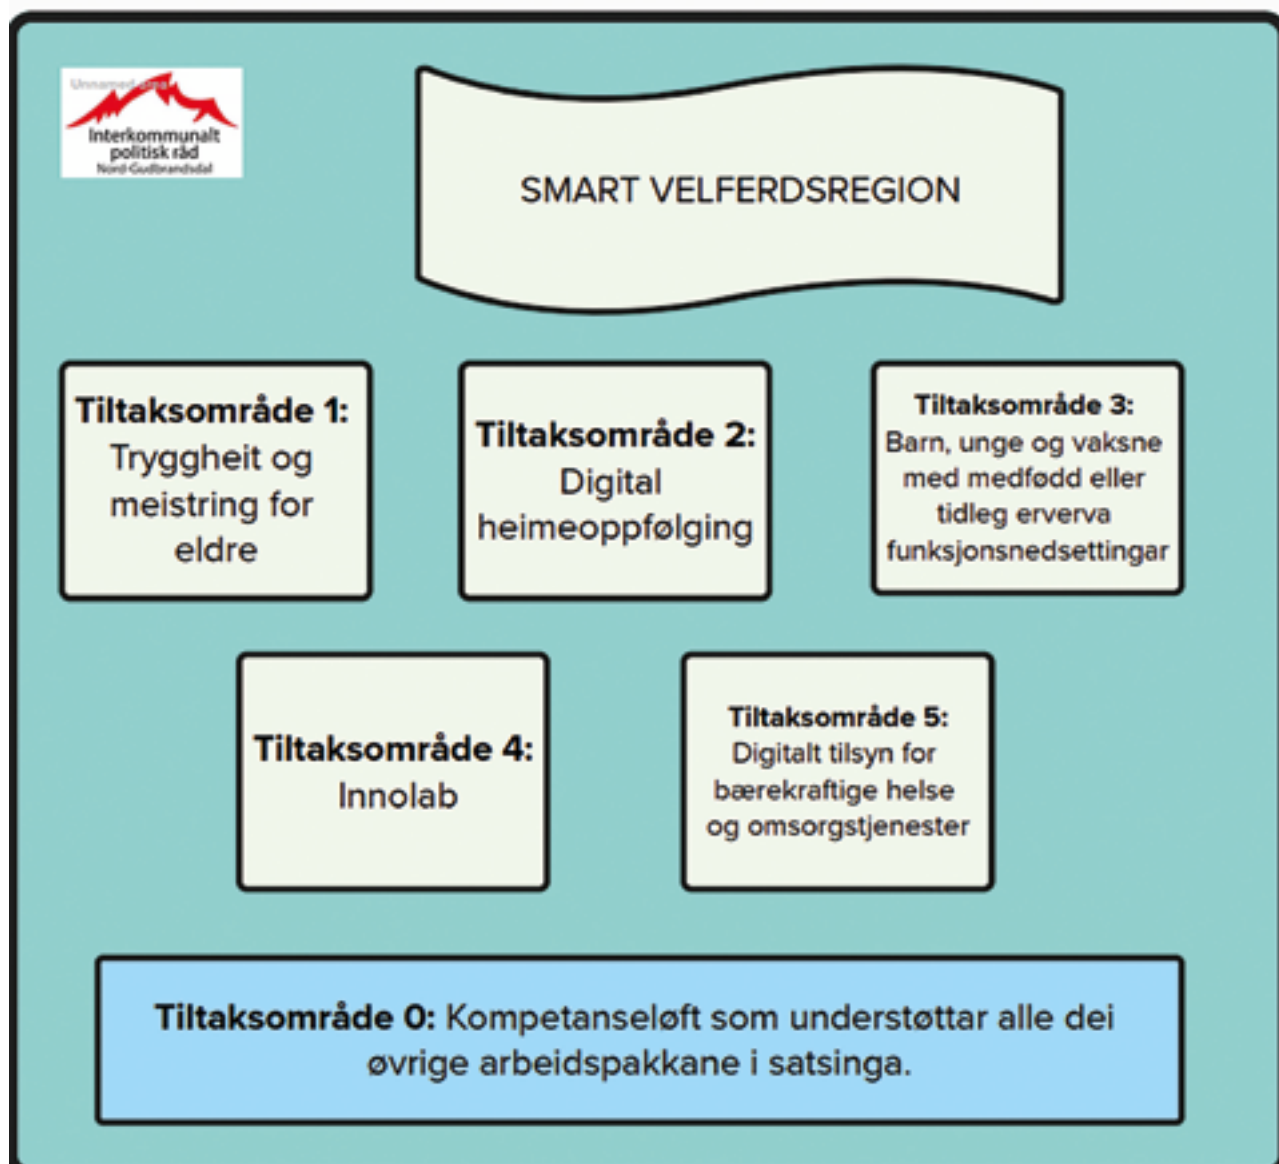 Interkommunalt
politisk råd
Nord-Gudbrandsdal
SMART VELFERDSREGION
Tiltaksområde 1:
Tryggheit og
meistring for
eldre
Tiltaksområde 2:
Digital
heimeoppfølging
Tiltaksområde 3:
Barn, unge og vaksne
med medfødd eller
tidleg erverva
funksjonsnedsettingar
Tiltaksområde 4:
Innolab
Tiltaksområde 5:
Digitalt tilsyn for
bærekraftige helse
og omsorgstjenester
Tiltaksområde 0: Kompetanseløft som understøttar alle dei
øvrige arbeidspakkane i satsinga.